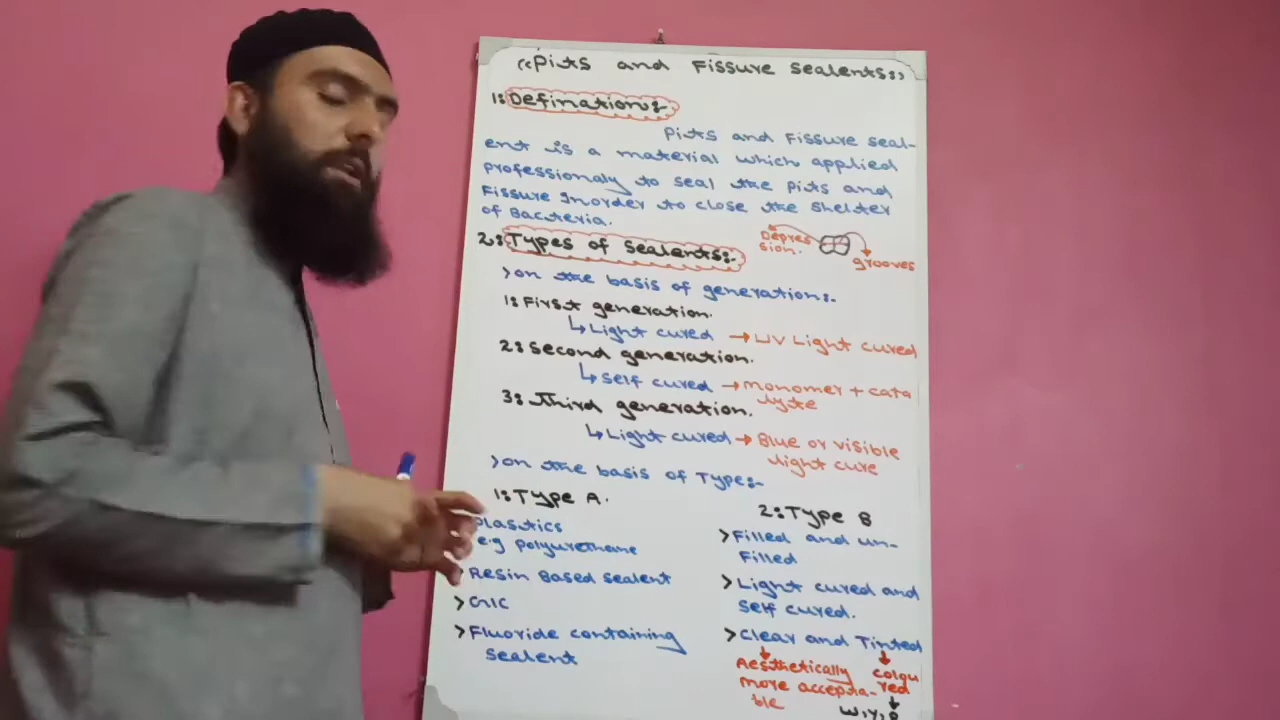 "Pits and Fissure Sealents:"
1: Defination:-
Pits and Fissure seal-
ent is a material which applied
professionaly to seal the pits and
Fissure Inorder to close the shelter
of Bacteria.
Depres
sion.
grooves
2: Types of Sealents:-
>on the basis of generation:-
1: First generation.
↳Light cured → UV Light cured
2: Second generation.
↳Self cured → monomer + cata
lyte
3: Third generation.
↳Light cured → Blue or visible
light cure
>on the basis of Type:-
1: Type A.
Plastics
e.g polyurethane
Resin Based sealent
> GIC
> Fluoride containing
sealent
2: Type B
> Filled and un-
Filled
> Light cured and
self cured.
> Clear and Tinted
Aesthetically
more accepta-
ble
colou
red
W,Y,P